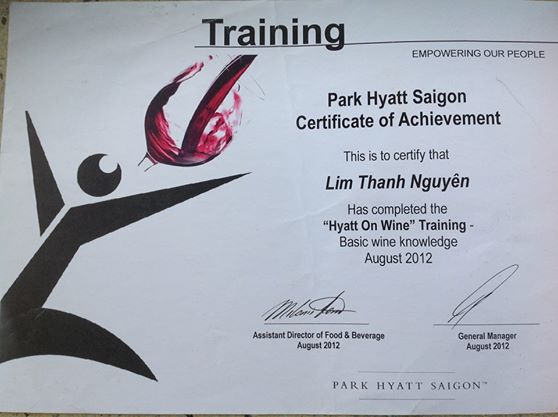 Training
EMPOWERING OUR PEOPLE
Park Hyatt Saigon
Certificate of Achievement
This is to certify that
Lim Thanh Nguyên
Has completed the
"Hyatt On Wine" Training -
Basic wine knowledge
August 2012
Assistant Director of Food & Beverage
August 2012
General Manager
August 2012
PARK HYATT SAIGON™